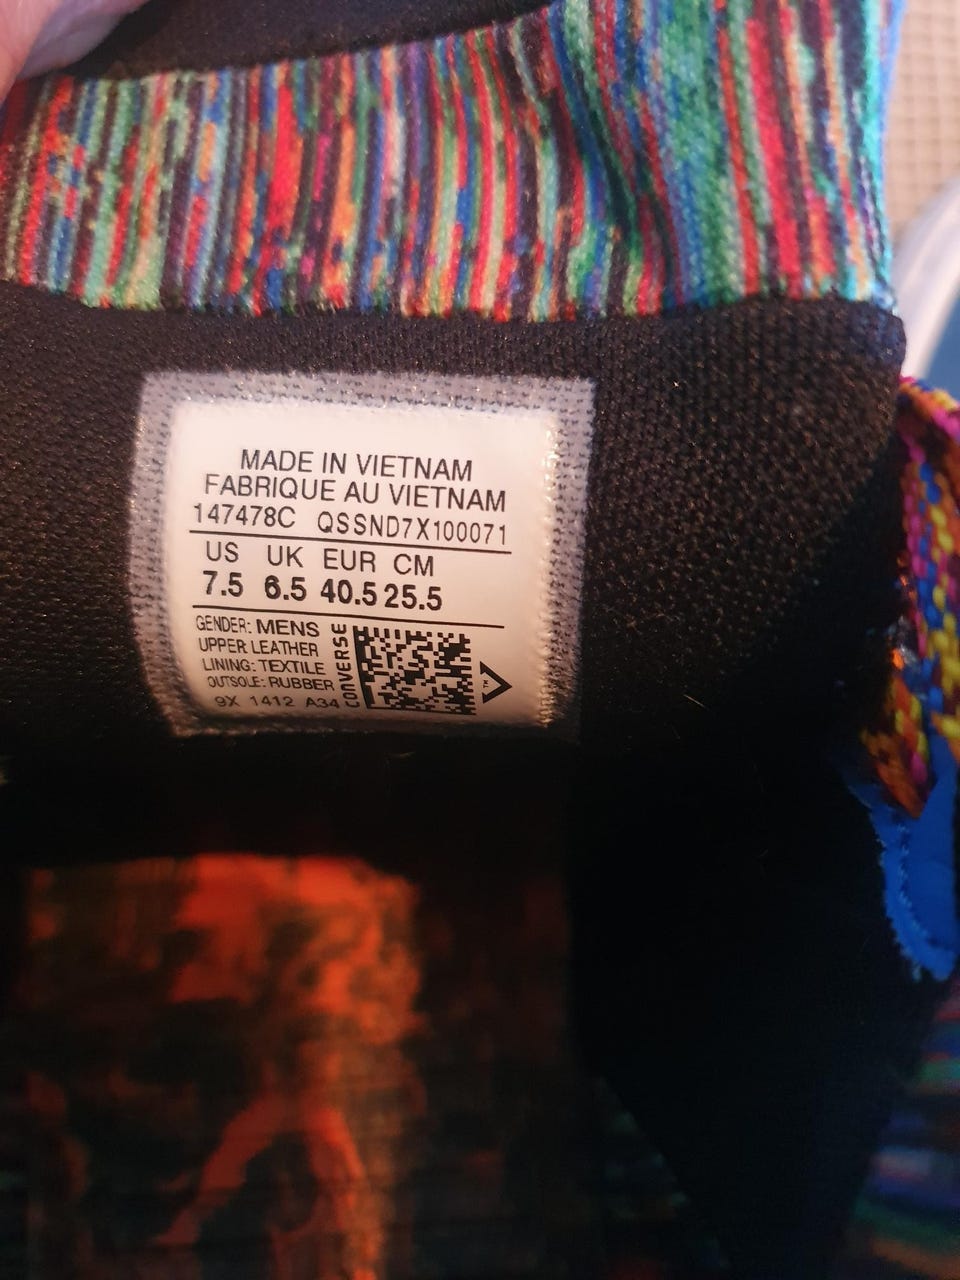 MADE IN VIETNAM
FABRIQUE AU VIETNAM
147478C QSSND7X100071
US UK EUR CM
7.5 6.5 40.5 25.5
GENDER: MENS
UPPER LEATHER
LINING: TEXTILE
OUTSOLE: RUBBER
9X 1412 A34
CONVERSE
™